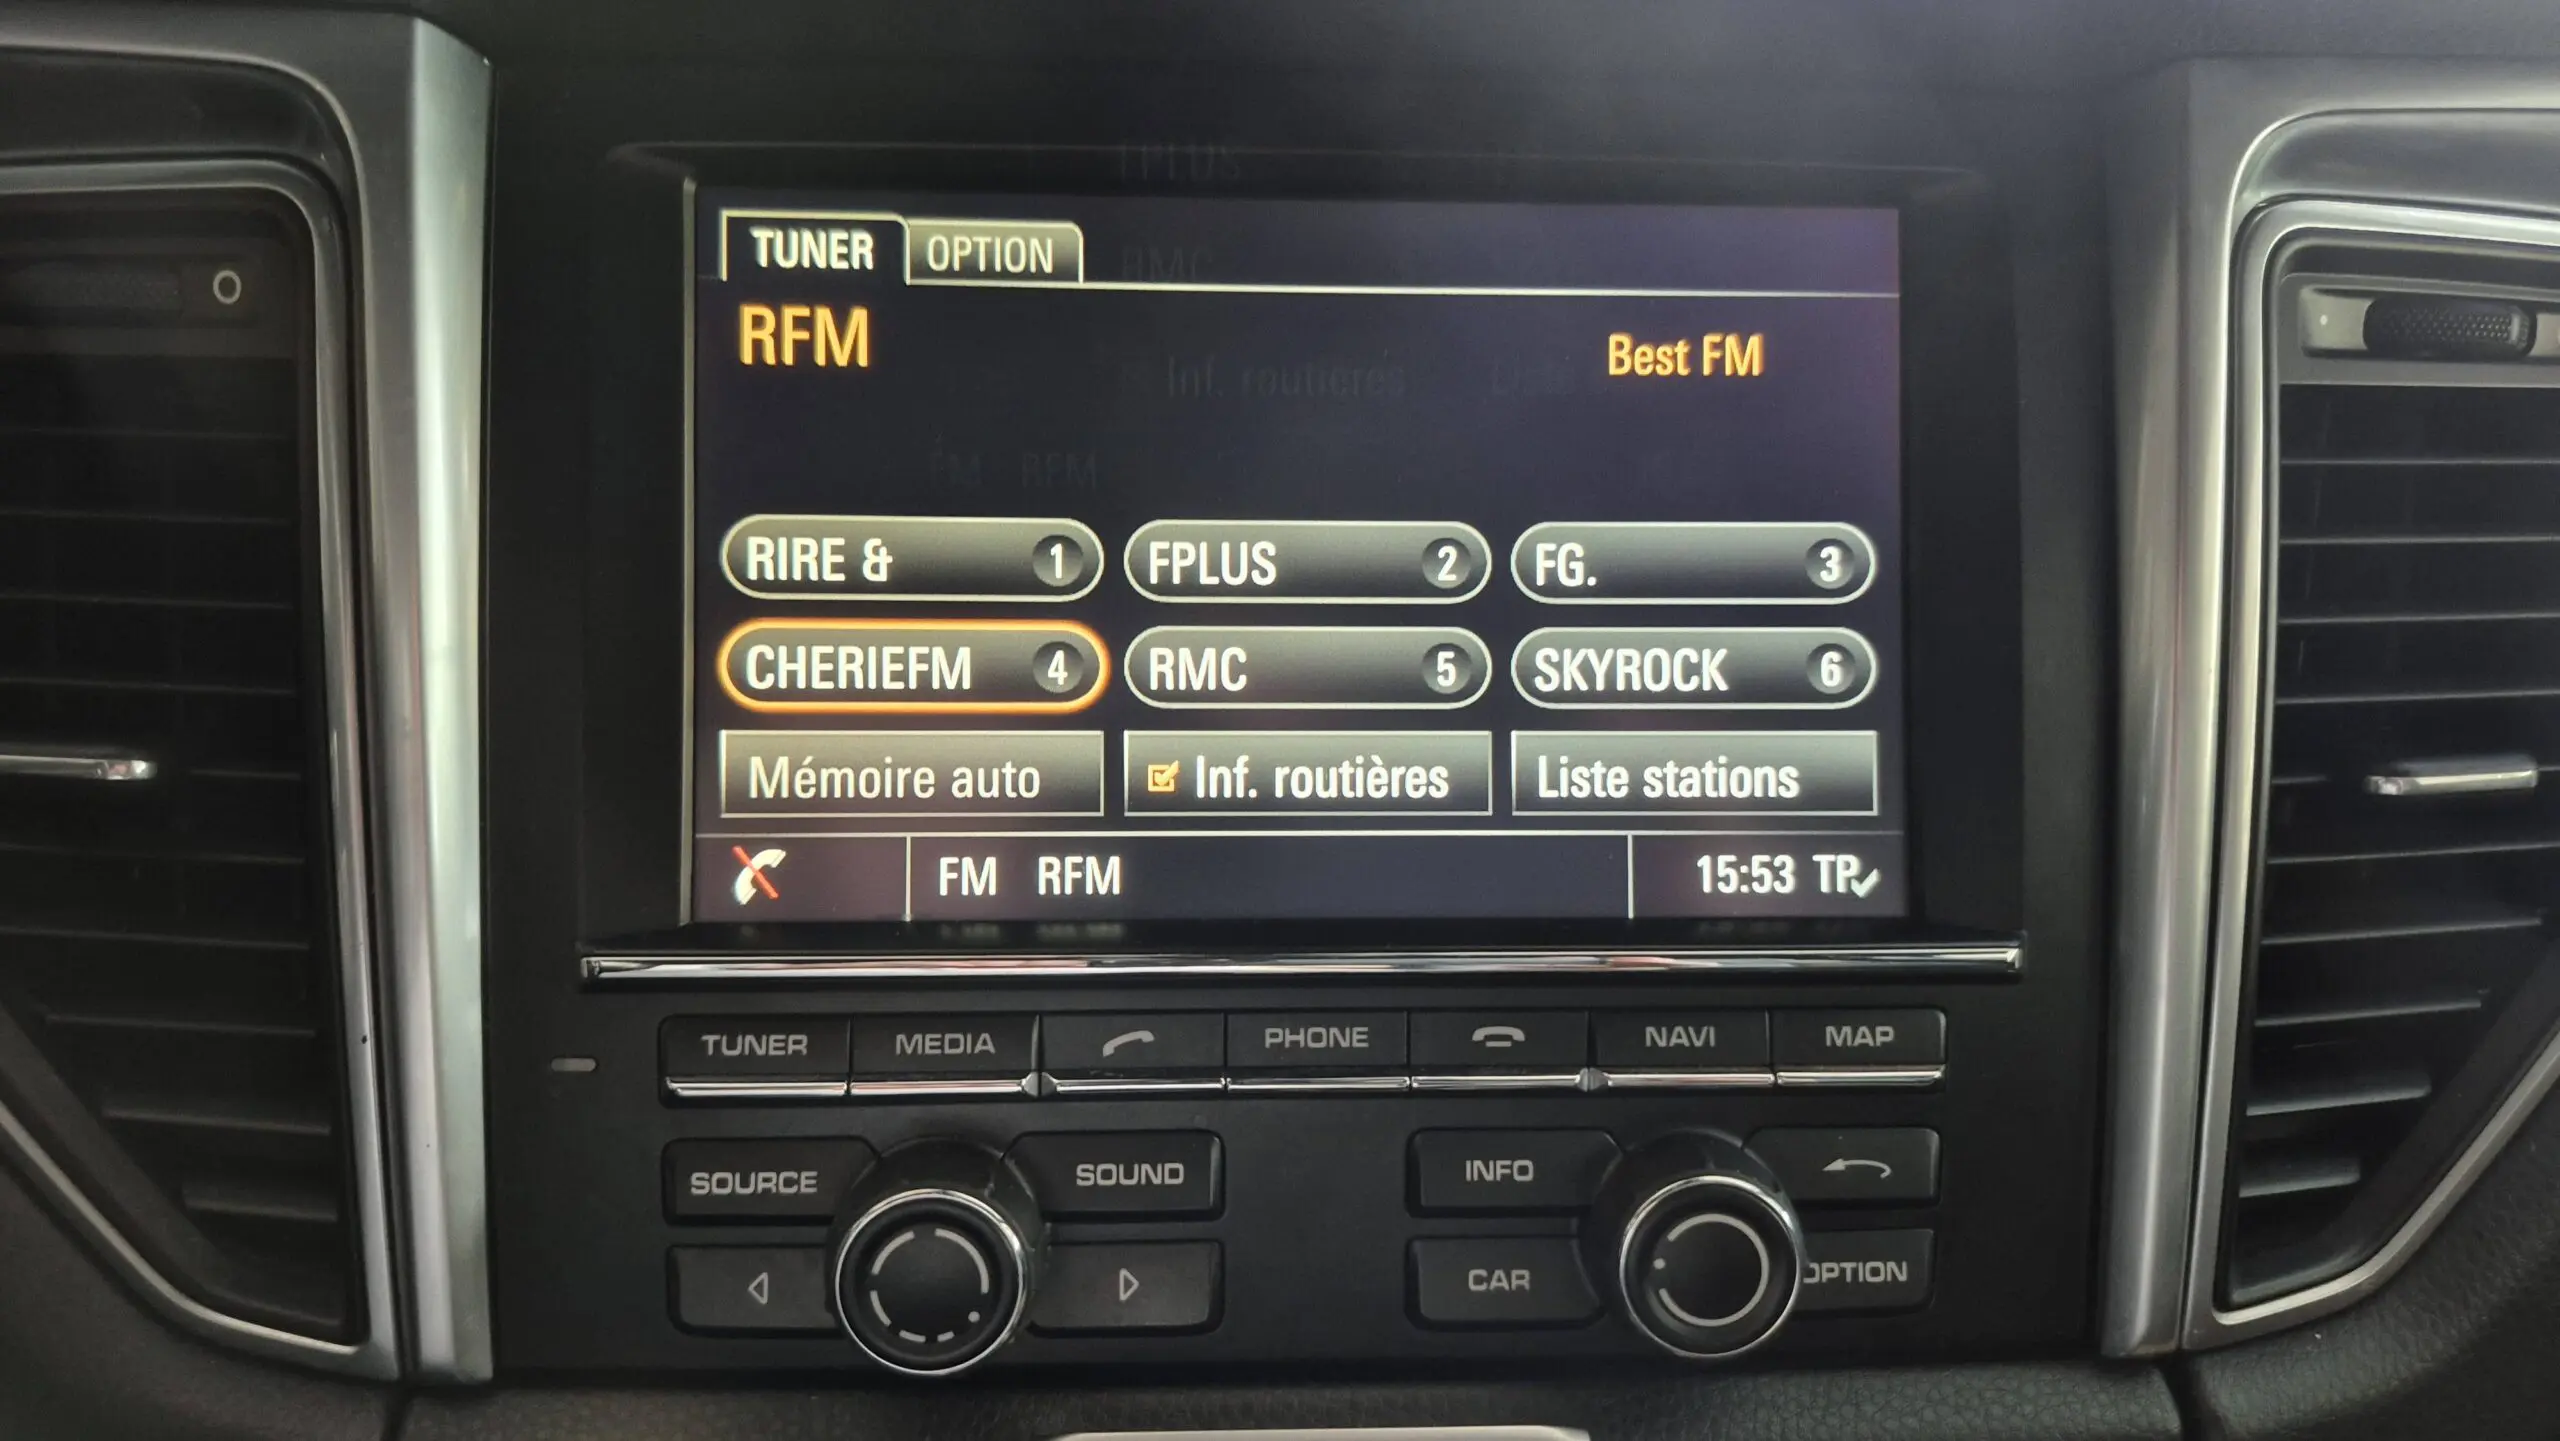 TUNER OPTION
RFM Best FM
RIRE & 1 FPLUS 2 FG. 3
CHERIEFM 4 RMC 5 SKYROCK 6
Mémoire auto Inf. routières Liste stations
FM RFM 15:53 TP
TUNER MEDIA PHONE NAVI MAP
SOURCE SOUND INFO
CAR OPTION